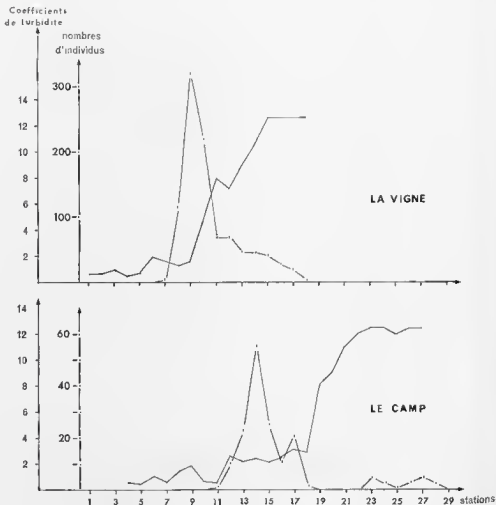 Coefficients
de turbidité
nombres
d'individus
300
14
12
200
10
8
LA VIGNE
6
100
4
2
14
60
12
10
40
8
LE CAMP
6
20
4
2
1 3 5 7 9 11 13 15 17 19 21 23 25 27 29 stations